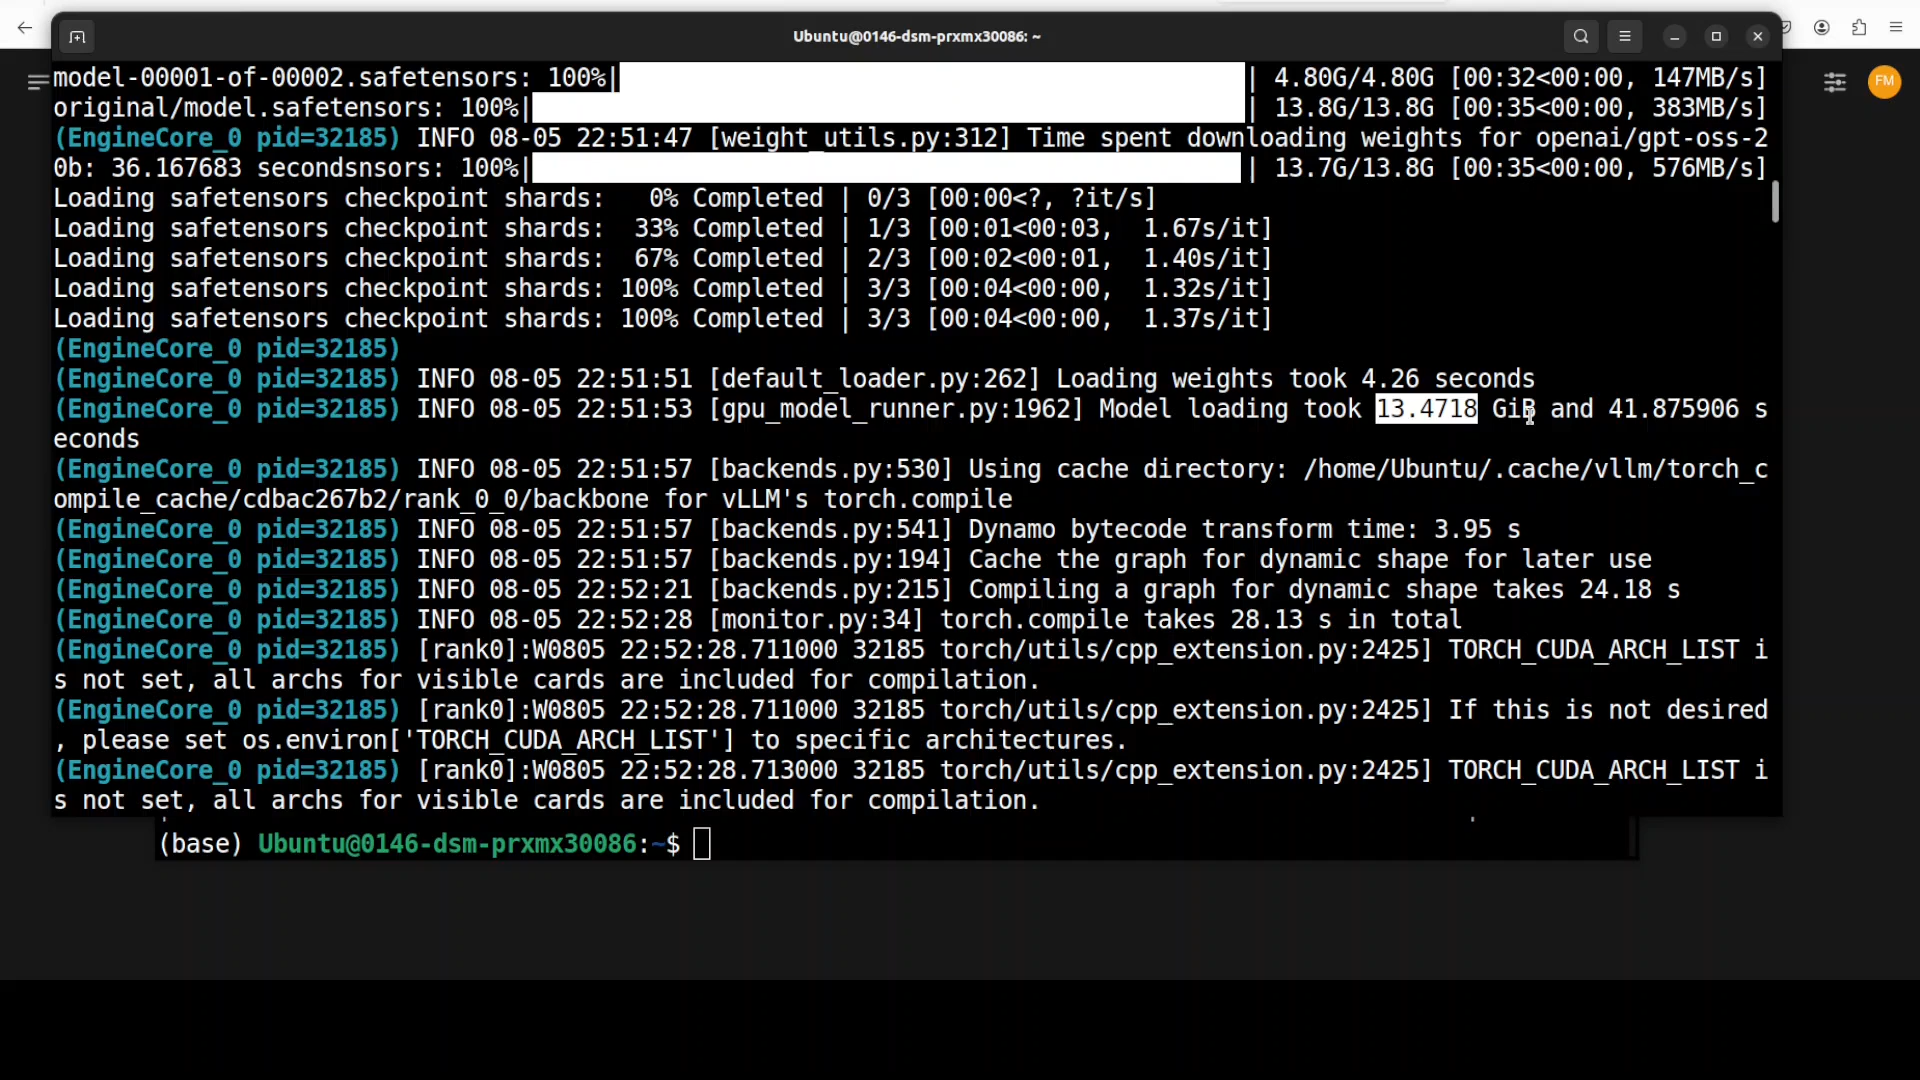 Ubuntu@0146-dsm-prxmx30086: ~
FM
model-00001-of-00002.safetensors: 100%| | 4.80G/4.80G [00:32<00:00, 147MB/s]
original/model.safetensors: 100%| | 13.8G/13.8G [00:35<00:00, 383MB/s]
(EngineCore_0 pid=32185) INFO 08-05 22:51:47 [weight_utils.py:312] Time spent downloading weights for openai/gpt-oss-2
0b: 36.167683 secondsnsors: 100%| | 13.7G/13.8G [00:35<00:00, 576MB/s]
Loading safetensors checkpoint shards:   0% Completed | 0/3 [00:00<?, ?it/s]
Loading safetensors checkpoint shards:  33% Completed | 1/3 [00:01<00:03,  1.67s/it]
Loading safetensors checkpoint shards:  67% Completed | 2/3 [00:02<00:01,  1.40s/it]
Loading safetensors checkpoint shards: 100% Completed | 3/3 [00:04<00:00,  1.32s/it]
Loading safetensors checkpoint shards: 100% Completed | 3/3 [00:04<00:00,  1.37s/it]
(EngineCore_0 pid=32185)
(EngineCore_0 pid=32185) INFO 08-05 22:51:51 [default_loader.py:262] Loading weights took 4.26 seconds
(EngineCore_0 pid=32185) INFO 08-05 22:51:53 [gpu_model_runner.py:1962] Model loading took 13.4718 GiB and 41.875906 s
econds
(EngineCore_0 pid=32185) INFO 08-05 22:51:57 [backends.py:530] Using cache directory: /home/Ubuntu/.cache/vllm/torch_c
ompile_cache/cdbac267b2/rank_0_0/backbone for vLLM's torch.compile
(EngineCore_0 pid=32185) INFO 08-05 22:51:57 [backends.py:541] Dynamo bytecode transform time: 3.95 s
(EngineCore_0 pid=32185) INFO 08-05 22:51:57 [backends.py:194] Cache the graph for dynamic shape for later use
(EngineCore_0 pid=32185) INFO 08-05 22:52:21 [backends.py:215] Compiling a graph for dynamic shape takes 24.18 s
(EngineCore_0 pid=32185) INFO 08-05 22:52:28 [monitor.py:34] torch.compile takes 28.13 s in total
(EngineCore_0 pid=32185) [rank0]:W0805 22:52:28.711000 32185 torch/utils/cpp_extension.py:2425] TORCH_CUDA_ARCH_LIST i
s not set, all archs for visible cards are included for compilation.
(EngineCore_0 pid=32185) [rank0]:W0805 22:52:28.711000 32185 torch/utils/cpp_extension.py:2425] If this is not desired
, please set os.environ['TORCH_CUDA_ARCH_LIST'] to specific architectures.
(EngineCore_0 pid=32185) [rank0]:W0805 22:52:28.713000 32185 torch/utils/cpp_extension.py:2425] TORCH_CUDA_ARCH_LIST i
s not set, all archs for visible cards are included for compilation.
(base) Ubuntu@0146-dsm-prxmx30086:~$